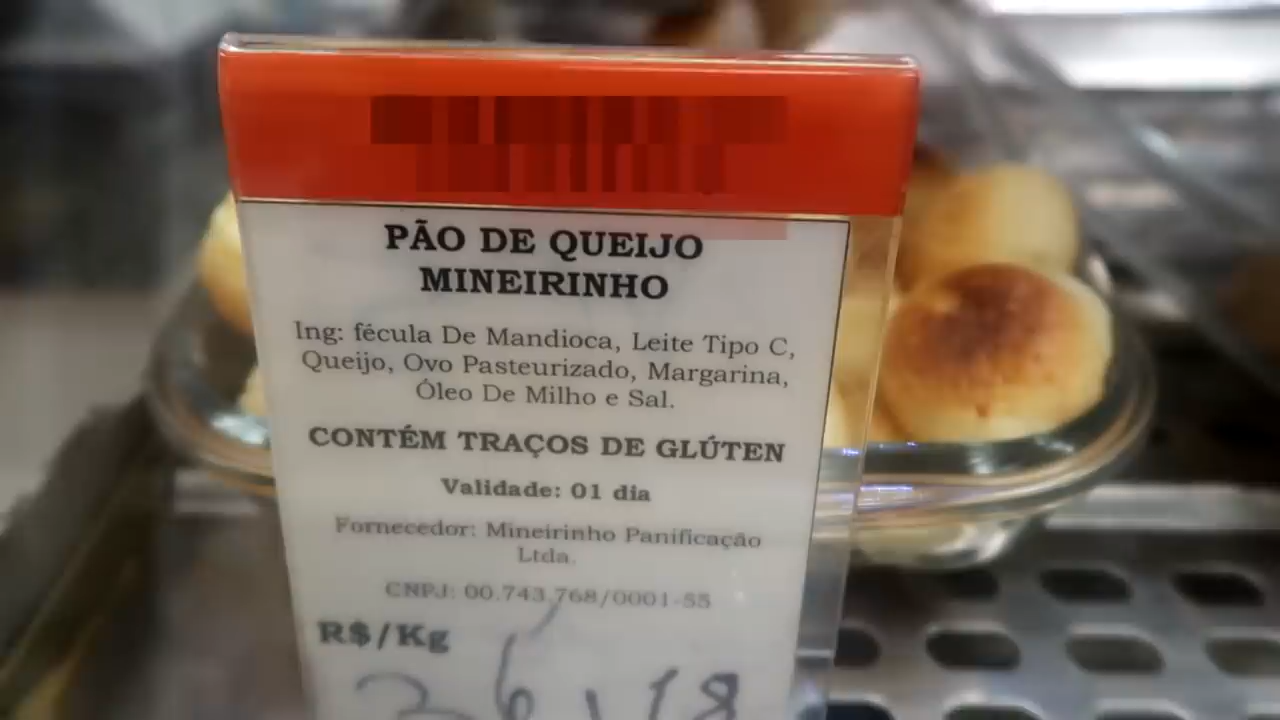 PÃO DE QUEIJO
MINEIRINHO
Ing: fécula De Mandioca, Leite Tipo C,
Queijo, Ovo Pasteurizado, Margarina,
Óleo De Milho e Sal.
CONTÉM TRAÇOS DE GLÚTEN
Validade: 01 dia
Fornecedor: Mineirinho Panificação
Ltda.
CNPJ: 00.743.768/0001-55
R$/Kg